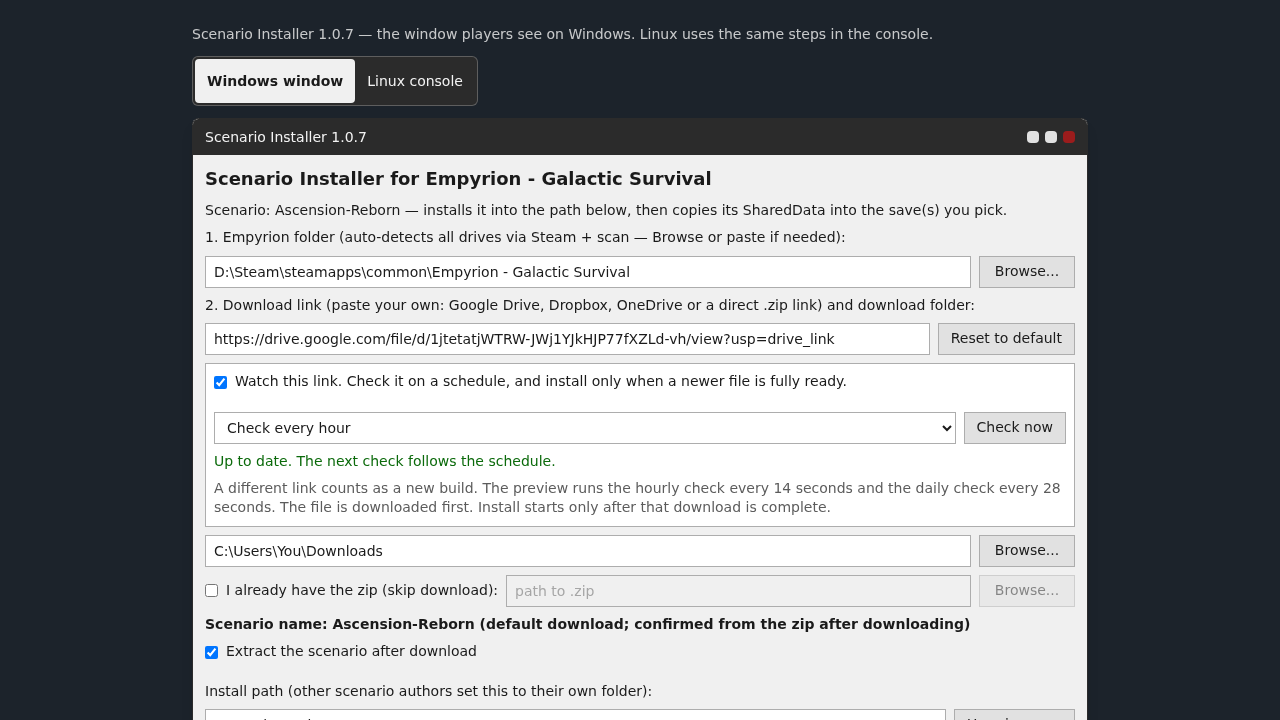 Scenario Installer 1.0.7 — the window players see on Windows. Linux uses the same steps in the console.
Windows window
Linux console
Scenario Installer 1.0.7
Scenario Installer for Empyrion - Galactic Survival
Scenario: Ascension-Reborn — installs it into the path below, then copies its SharedData into the save(s) you pick.
1. Empyrion folder (auto-detects all drives via Steam + scan — Browse or paste if needed):
D:\Steam\steamapps\common\Empyrion - Galactic Survival
Browse...
2. Download link (paste your own: Google Drive, Dropbox, OneDrive or a direct .zip link) and download folder:
https://drive.google.com/file/d/1jtetatjWTRW-JWj1YJkHJP77fXZLd-vh/view?usp=drive_link
Reset to default
Watch this link. Check it on a schedule, and install only when a newer file is fully ready.
Check every hour
Check now
Up to date. The next check follows the schedule.
A different link counts as a new build. The preview runs the hourly check every 14 seconds and the daily check every 28
seconds. The file is downloaded first. Install starts only after that download is complete.
C:\Users\You\Downloads
Browse...
I already have the zip (skip download):
path to .zip
Browse...
Scenario name: Ascension-Reborn (default download; confirmed from the zip after downloading)
Extract the scenario after download
Install path (other scenario authors set this to their own folder):